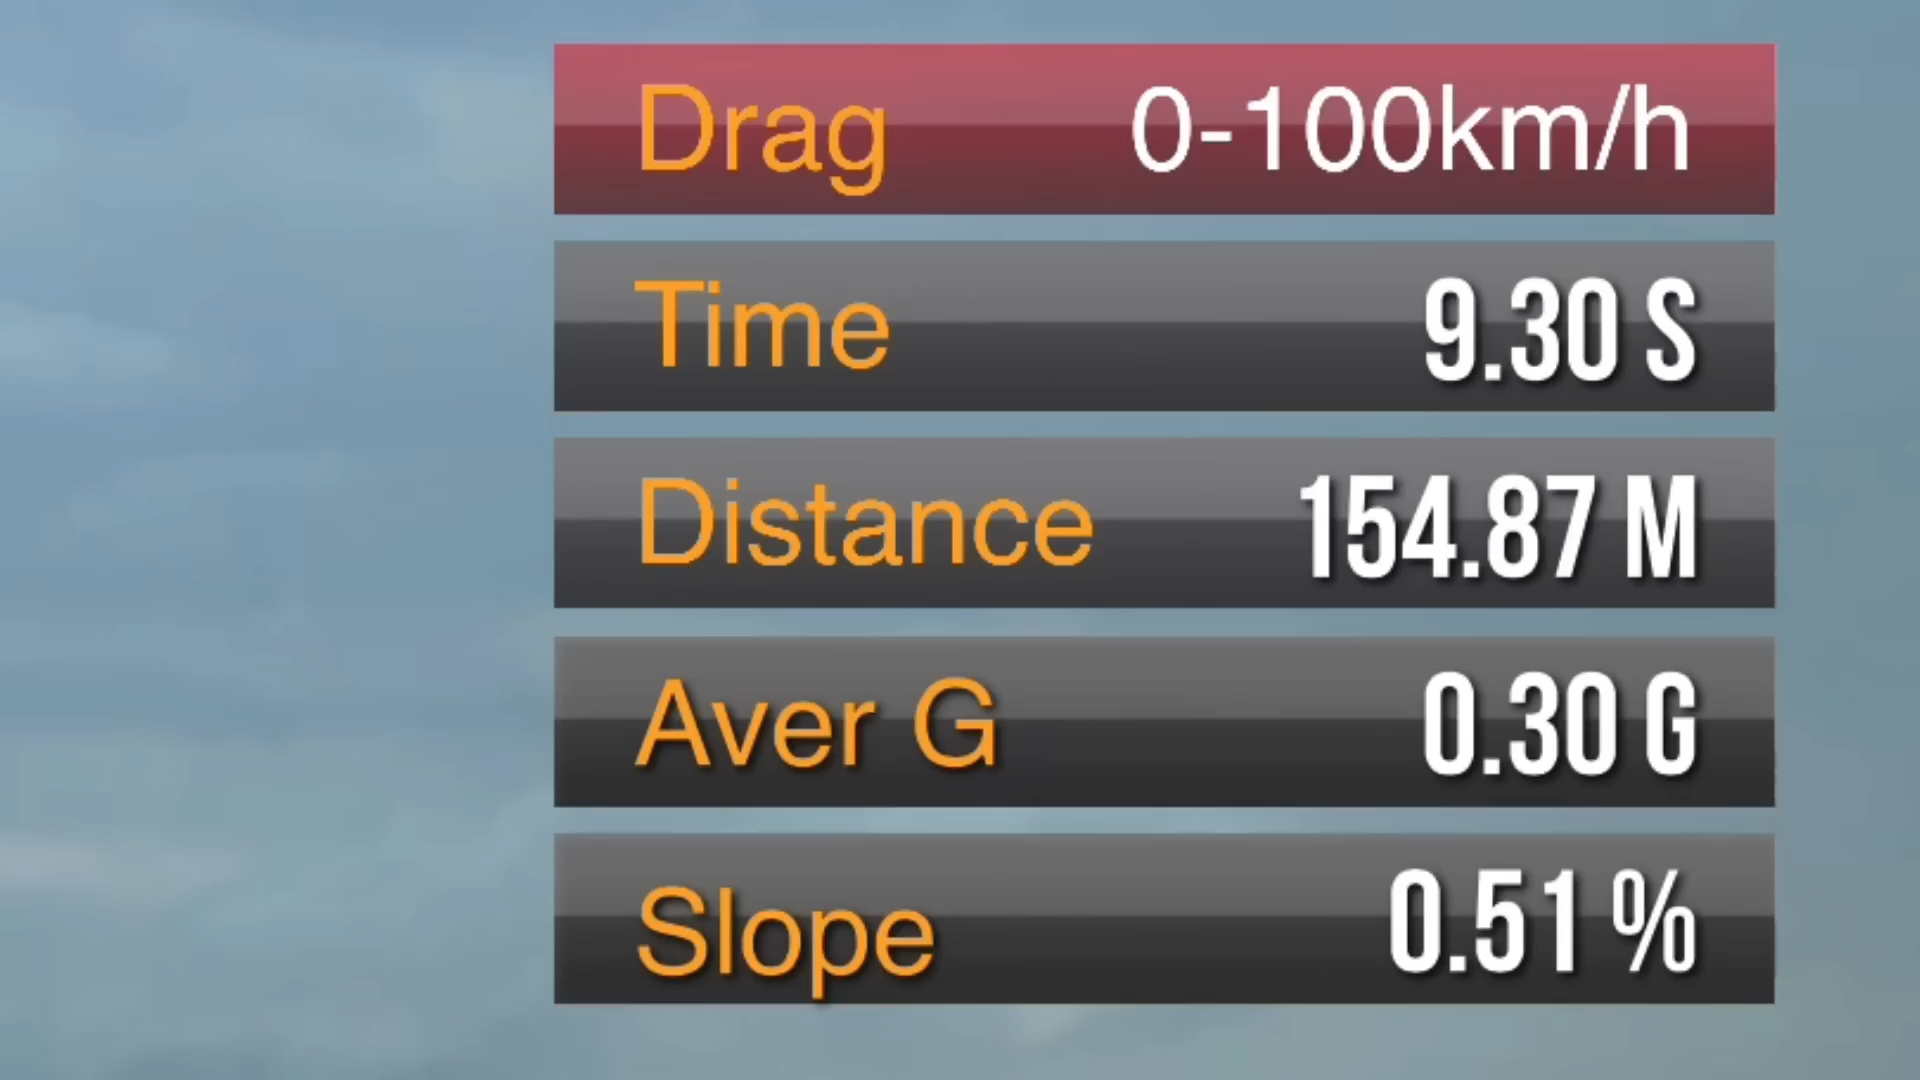 Drag 0-100km/h
Time 9.30 S
Distance 154.87 M
Aver G 0.30 G
Slope 0.51 %